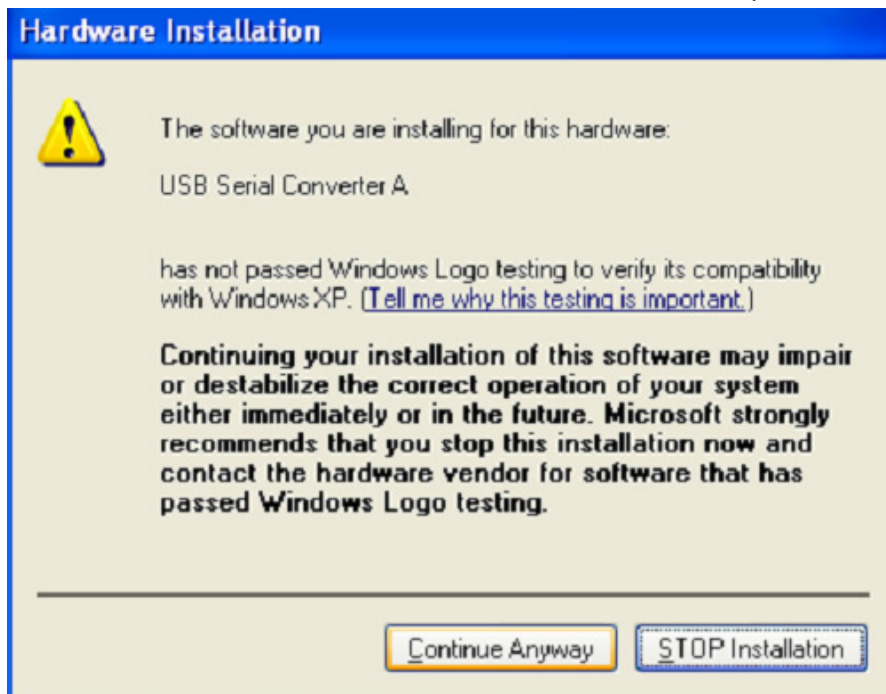 Hardware Installation
The software you are installing for this hardware:
USB Serial Converter A
has not passed Windows Logo testing to verify its compatibility
with Windows XP. (Tell me why this testing is important.)
Continuing your installation of this software may impair
or destabilize the correct operation of your system
either immediately or in the future. Microsoft strongly
recommends that you stop this installation now and
contact the hardware vendor for software that has
passed Windows Logo testing.
Continue Anyway
STOP Installation